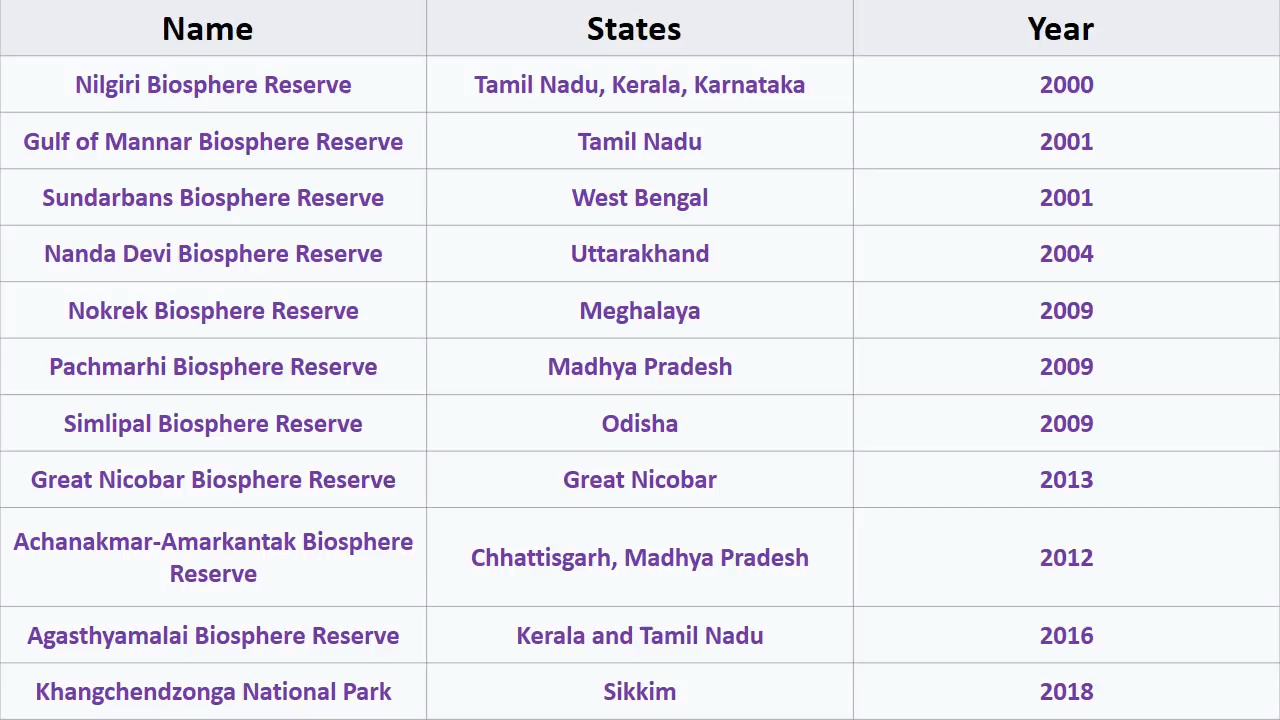 Name States Year
Nilgiri Biosphere Reserve Tamil Nadu, Kerala, Karnataka 2000
Gulf of Mannar Biosphere Reserve Tamil Nadu 2001
Sundarbans Biosphere Reserve West Bengal 2001
Nanda Devi Biosphere Reserve Uttarakhand 2004
Nokrek Biosphere Reserve Meghalaya 2009
Pachmarhi Biosphere Reserve Madhya Pradesh 2009
Simlipal Biosphere Reserve Odisha 2009
Great Nicobar Biosphere Reserve Great Nicobar 2013
Achanakmar-Amarkantak Biosphere
Reserve Chhattisgarh, Madhya Pradesh 2012
Agasthyamalai Biosphere Reserve Kerala and Tamil Nadu 2016
Khangchendzonga National Park Sikkim 2018